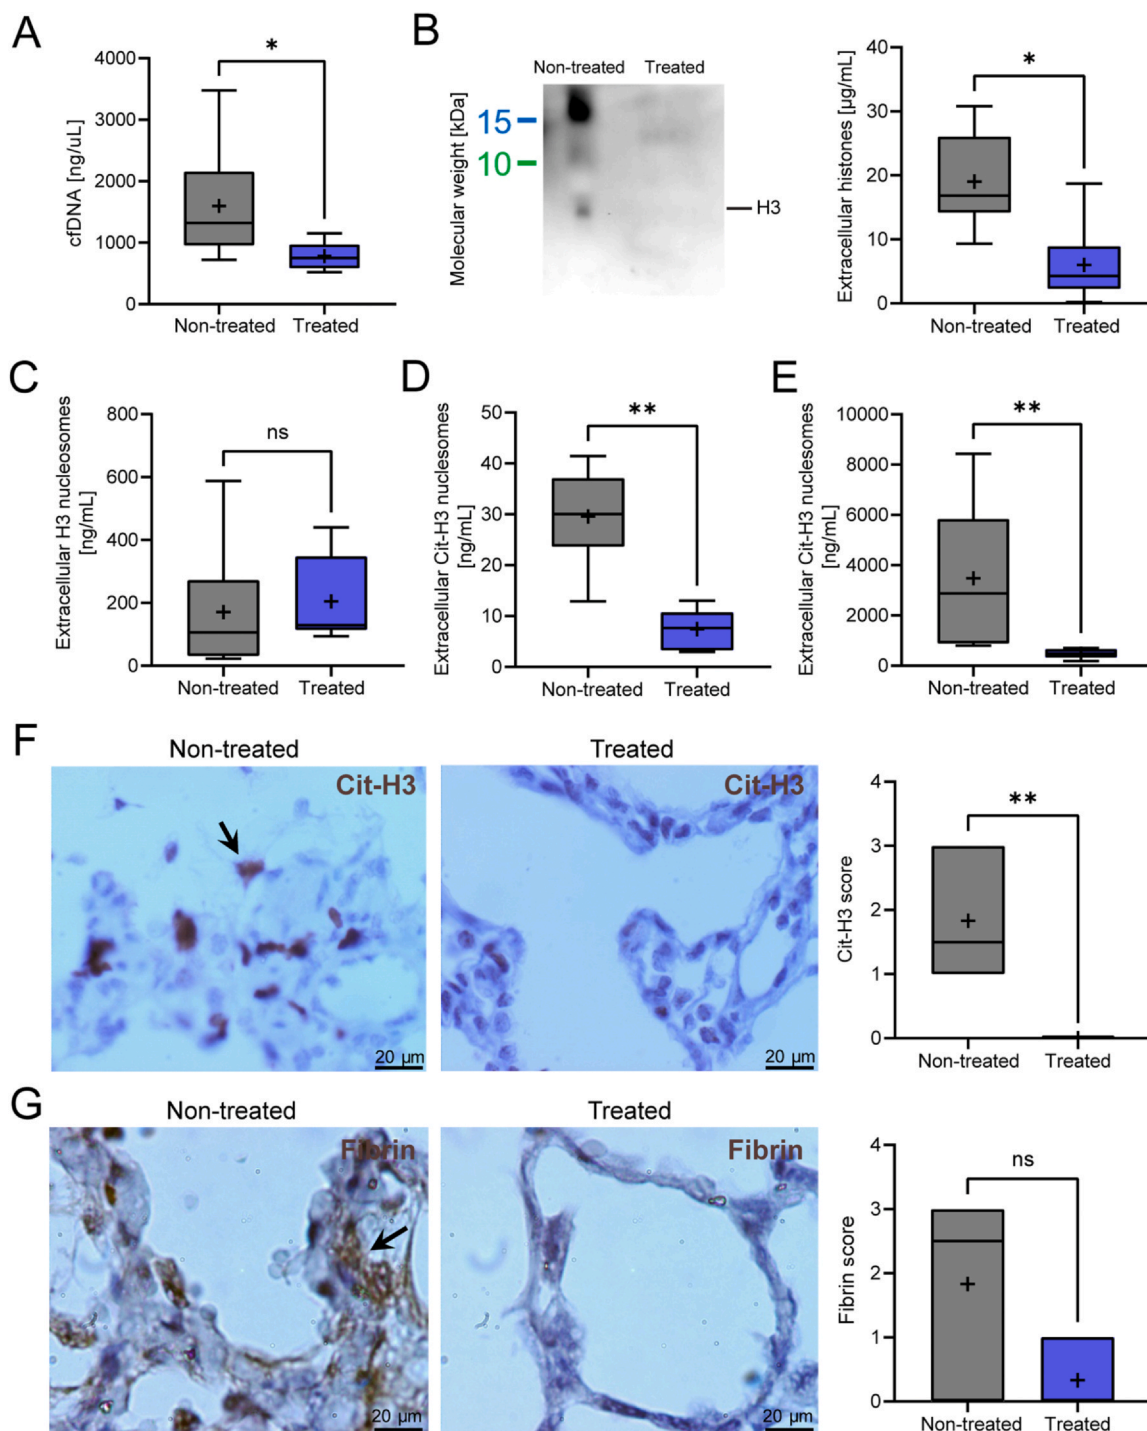 A
cfDNA [ng/uL]
4000
3000
2000
1000
0
*
Non-treated
Treated
B
Molecular weight [kDa]
Non-treated
Treated
15
10
H3
Extracellular histones [µg/mL]
40
30
20
10
0
*
Non-treated
Treated
C
Extracellular H3 nucleosomes
[ng/mL]
800
600
400
200
0
ns
Non-treated
Treated
D
Extracellular Cit-H3 nuclesomes
[ng/mL]
50
40
30
20
10
0
**
Non-treated
Treated
E
Extracellular Cit-H3 nucleosomes
[ng/mL]
10000
8000
6000
4000
2000
0
**
Non-treated
Treated
F
Non-treated
Cit-H3
20 µm
Treated
Cit-H3
20 µm
Cit-H3 score
4
3
2
1
0
**
Non-treated
Treated
G
Non-treated
Fibrin
20 µm
Treated
Fibrin
20 µm
Fibrin score
4
3
2
1
0
ns
Non-treated
Treated